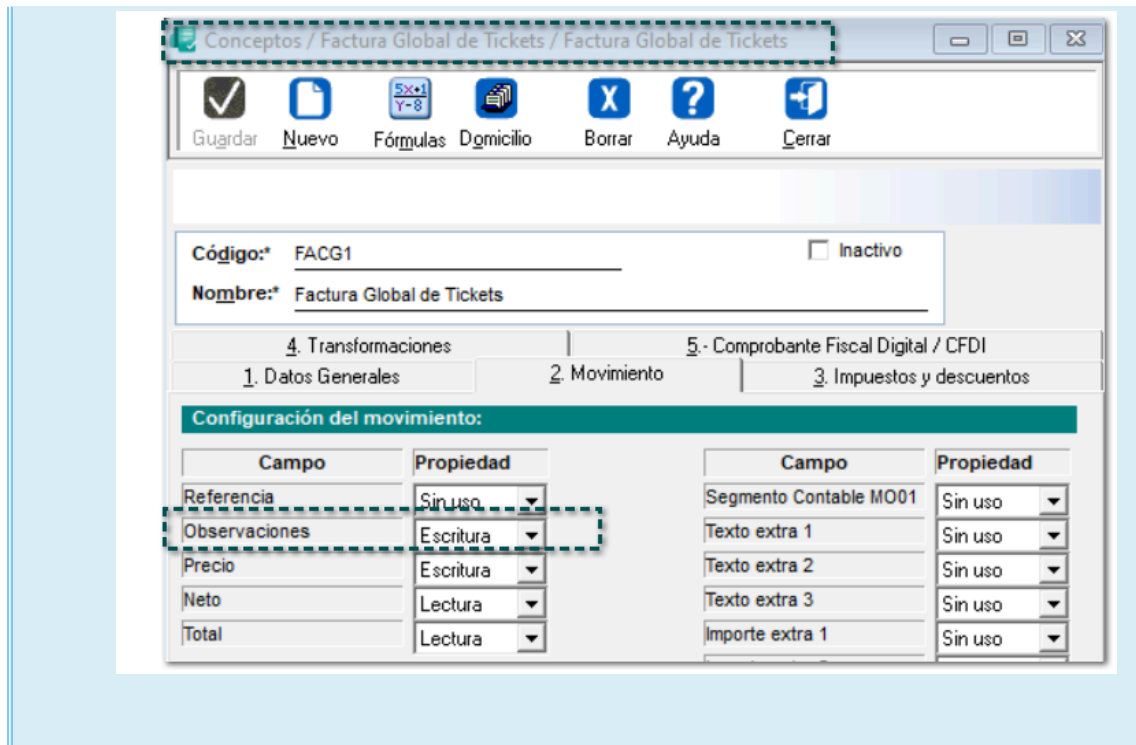 Conceptos / Factura Global de Tickets / Factura Global de Tickets
5X+1
Y-8
X
?
Guardar Nuevo Fórmulas Domicilio Borrar Ayuda Cerrar
Código:* FACG1 Inactivo
Nombre:* Factura Global de Tickets
4. Transformaciones 5.- Comprobante Fiscal Digital / CFDI
1. Datos Generales 2. Movimiento 3. Impuestos y descuentos
Configuración del movimiento:
Campo Propiedad Campo Propiedad
Referencia Sin uso Segmento Contable MO01 Sin uso
Observaciones Escritura Texto extra 1 Sin uso
Precio Escritura Texto extra 2 Sin uso
Neto Lectura Texto extra 3 Sin uso
Total Lectura Importe extra 1 Sin uso